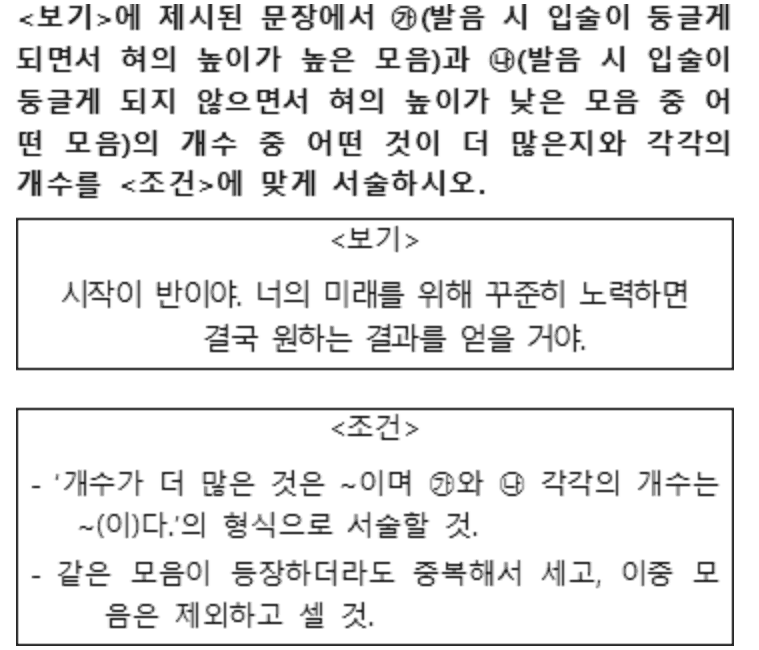 <보기>에 제시된 문장에서 ㉮(발음 시 입술이 둥글게
되면서 혀의 높이가 높은 모음)과 ㉯(발음 시 입술이
둥글게 되지 않으면서 혀의 높이가 낮은 모음 중 어
떤 모음)의 개수 중 어떤 것이 더 많은지와 각각의
개수를 <조건>에 맞게 서술하시오.
<보기>
시작이 반이야. 너의 미래를 위해 꾸준히 노력하면
결국 원하는 결과를 얻을 거야.
<조건>
- '개수가 더 많은 것은 ~이며 ㉮와 ㉯ 각각의 개수는
~(이)다.'의 형식으로 서술할 것.
- 같은 모음이 등장하더라도 중복해서 세고, 이중 모
음은 제외하고 셀 것.